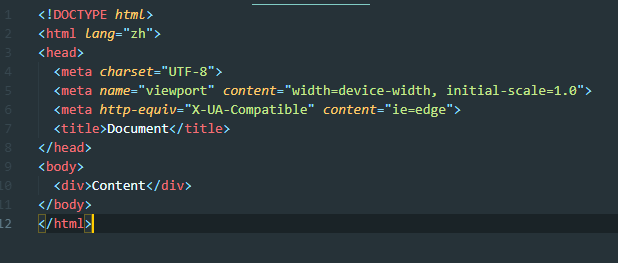 1 <!DOCTYPE html>
2 <html lang="zh">
3 <head>
4   <meta charset="UTF-8">
5   <meta name="viewport" content="width=device-width, initial-scale=1.0">
6   <meta http-equiv="X-UA-Compatible" content="ie=edge">
7   <title>Document</title>
8 </head>
9 <body>
10   <div>Content</div>
11 </body>
12 </html>